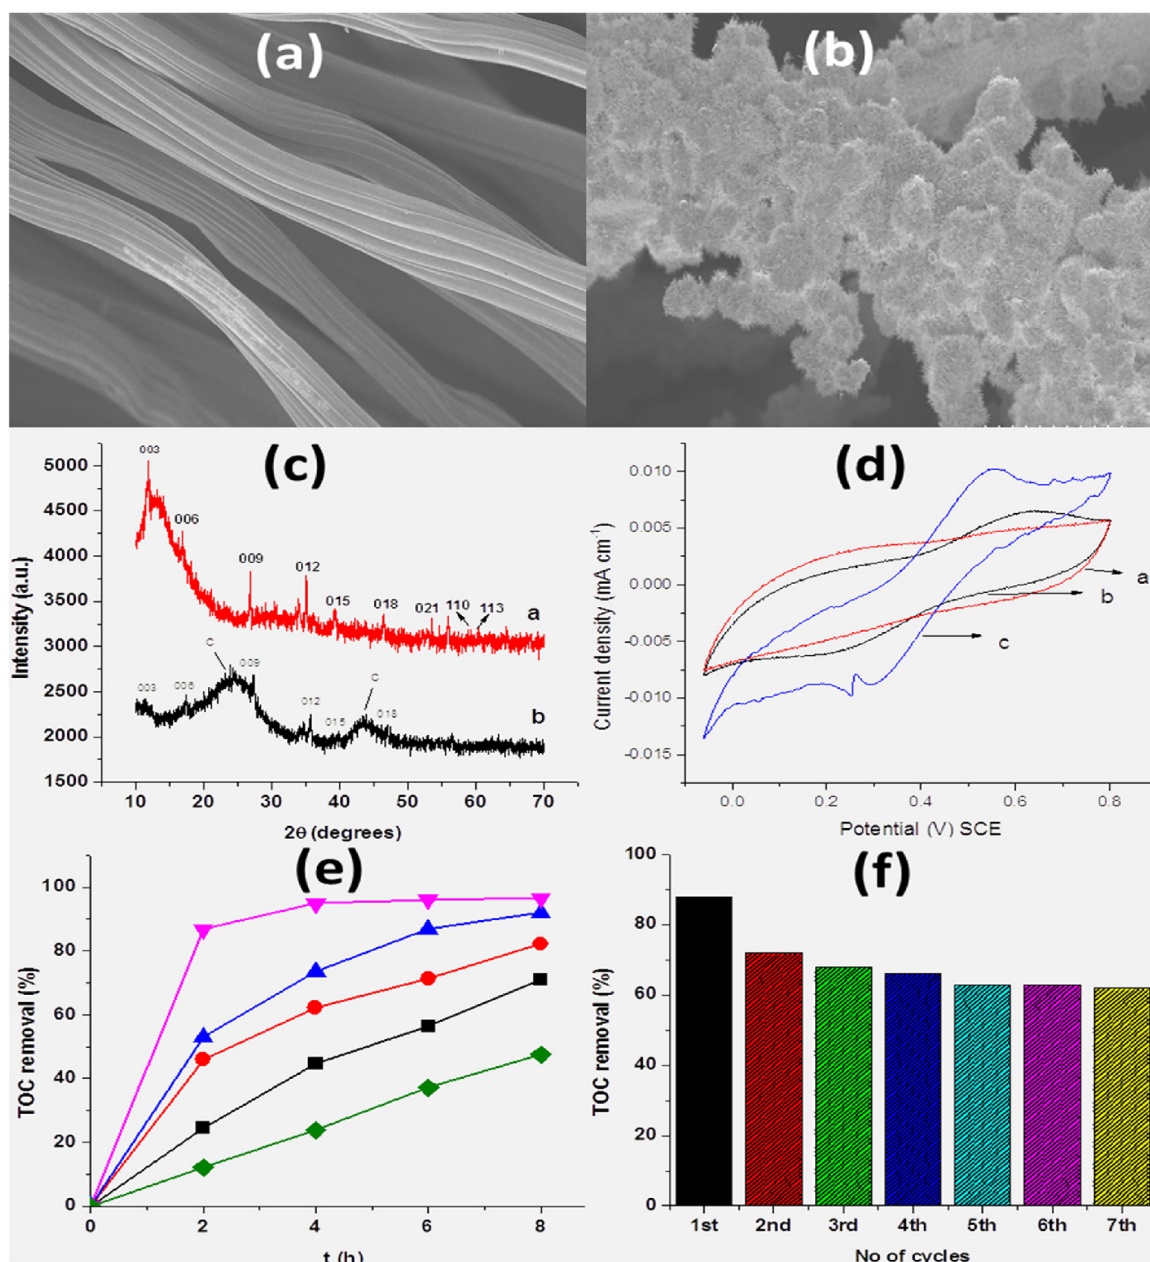 (a)
(b)
(c)
5000
4500
4000
3500
3000
2500
2000
1500
Intensity (a.u.)
003
006
009
012
015
018
021
110
113
a
003
006
C
009
012
015
C
018
b
10
20
30
40
50
60
70
2θ (degrees)
(d)
0.010
0.005
0.000
-0.005
-0.010
-0.015
Current density (mA cm⁻¹)
a
b
c
0.0
0.2
0.4
0.6
0.8
Potential (V) SCE
(e)
100
80
60
40
20
0
TOC removal (%)
0
2
4
6
8
t (h)
(f)
100
80
60
40
20
0
TOC removal (%)
1st
2nd
3rd
4th
5th
6th
7th
No of cycles